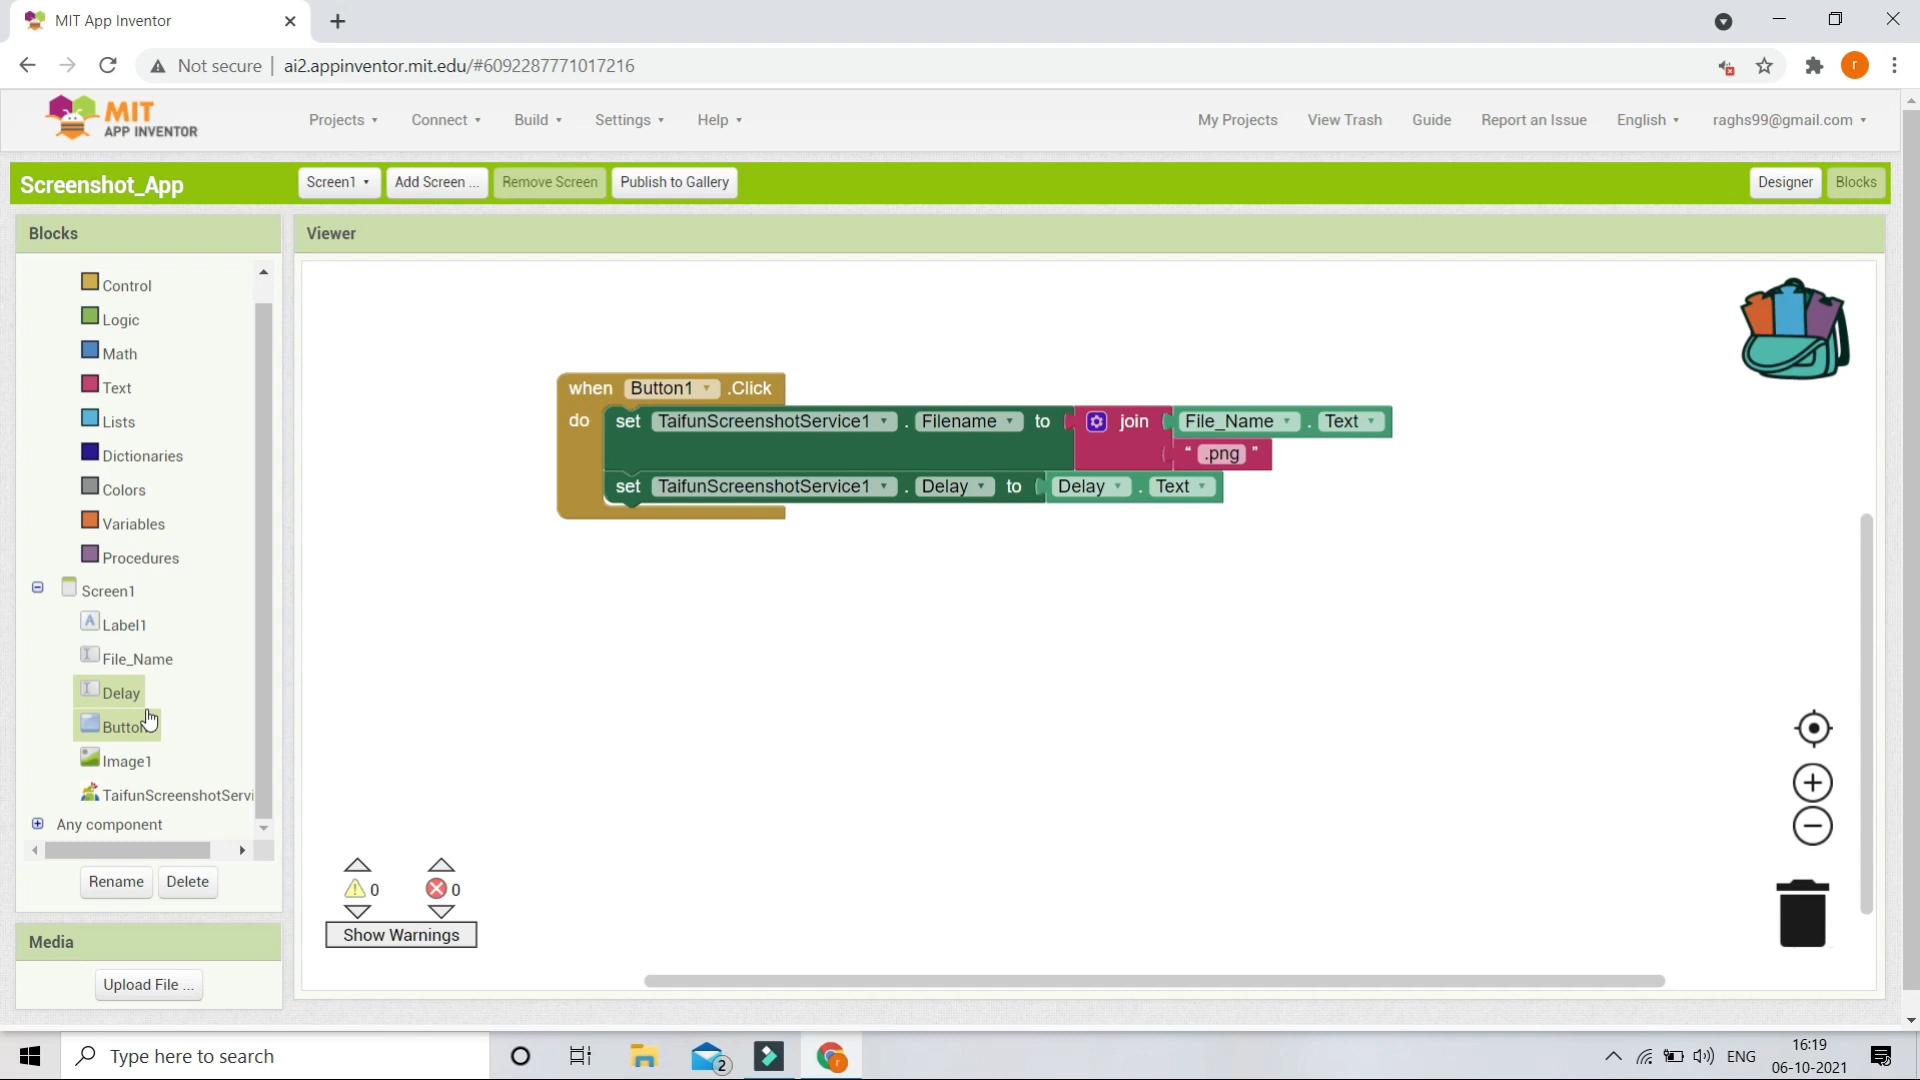 MIT App Inventor
Not secure | ai2.appinventor.mit.edu/#6092287771017216
r
MIT
APP INVENTOR
Projects
Connect
Build
Settings
Help
My Projects
View Trash
Guide
Report an Issue
English
raghs99@gmail.com
Screenshot_App
Screen1
Add Screen ...
Remove Screen
Publish to Gallery
Designer
Blocks
Blocks
Control
Logic
Math
Text
Lists
Dictionaries
Colors
Variables
Procedures
Screen1
Label1
File_Name
Delay
Button
Image1
TaifunScreenshotServi
Any component
Rename
Delete
Media
Upload File ...
Viewer
when Button1 .Click
do set TaifunScreenshotService1 . Filename to join File_Name . Text
" .png "
set TaifunScreenshotService1 . Delay to Delay . Text
0 0
Show Warnings
Type here to search
2
r
ENG
16:19
06-10-2021